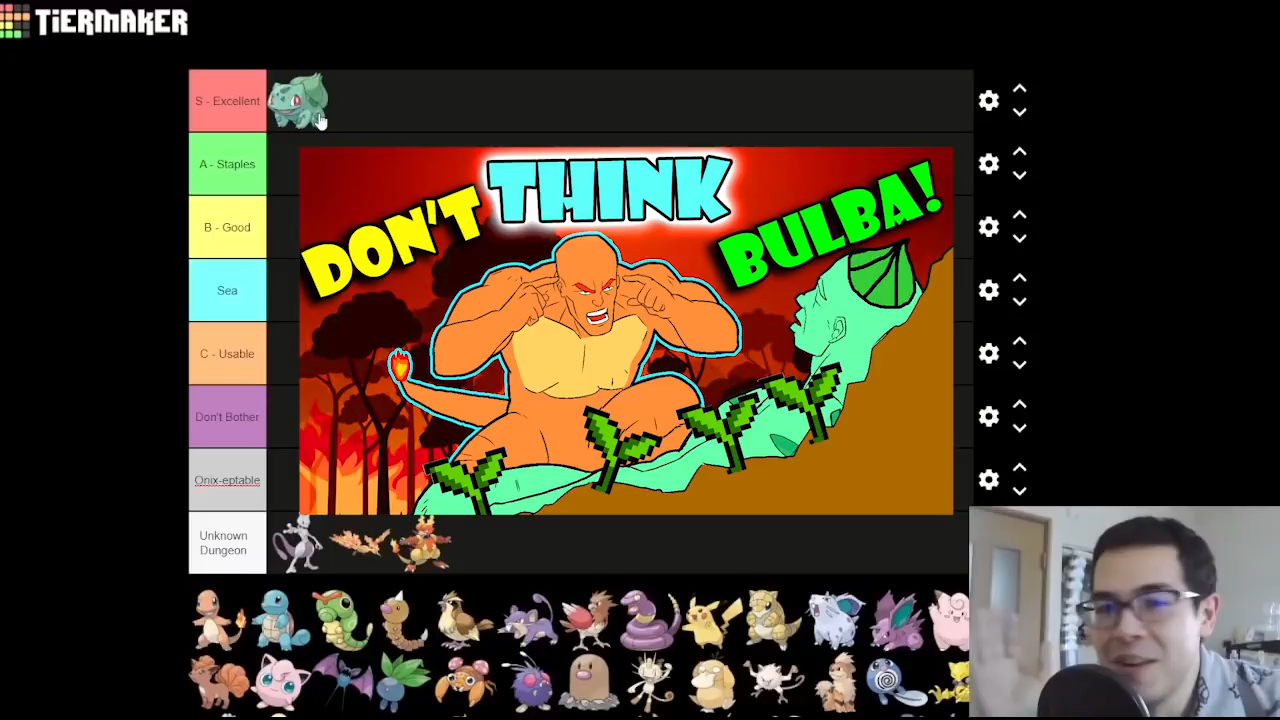 TIERMAKER
S - Excellent
A - Staples
DON'T THINK BULBA!
B - Good
Sea
C - Usable
Don't Bother
Onix-eptable
Unknown
Dungeon